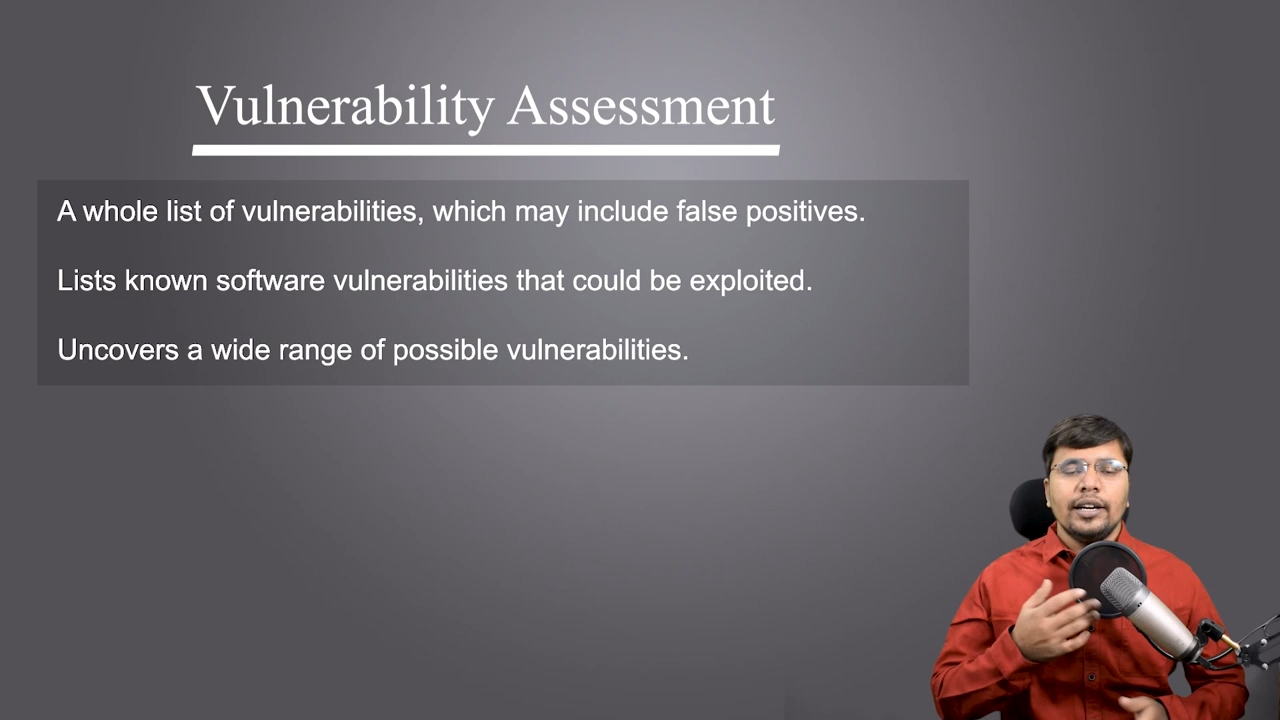 Vulnerability Assessment
A whole list of vulnerabilities, which may include false positives.
Lists known software vulnerabilities that could be exploited.
Uncovers a wide range of possible vulnerabilities.